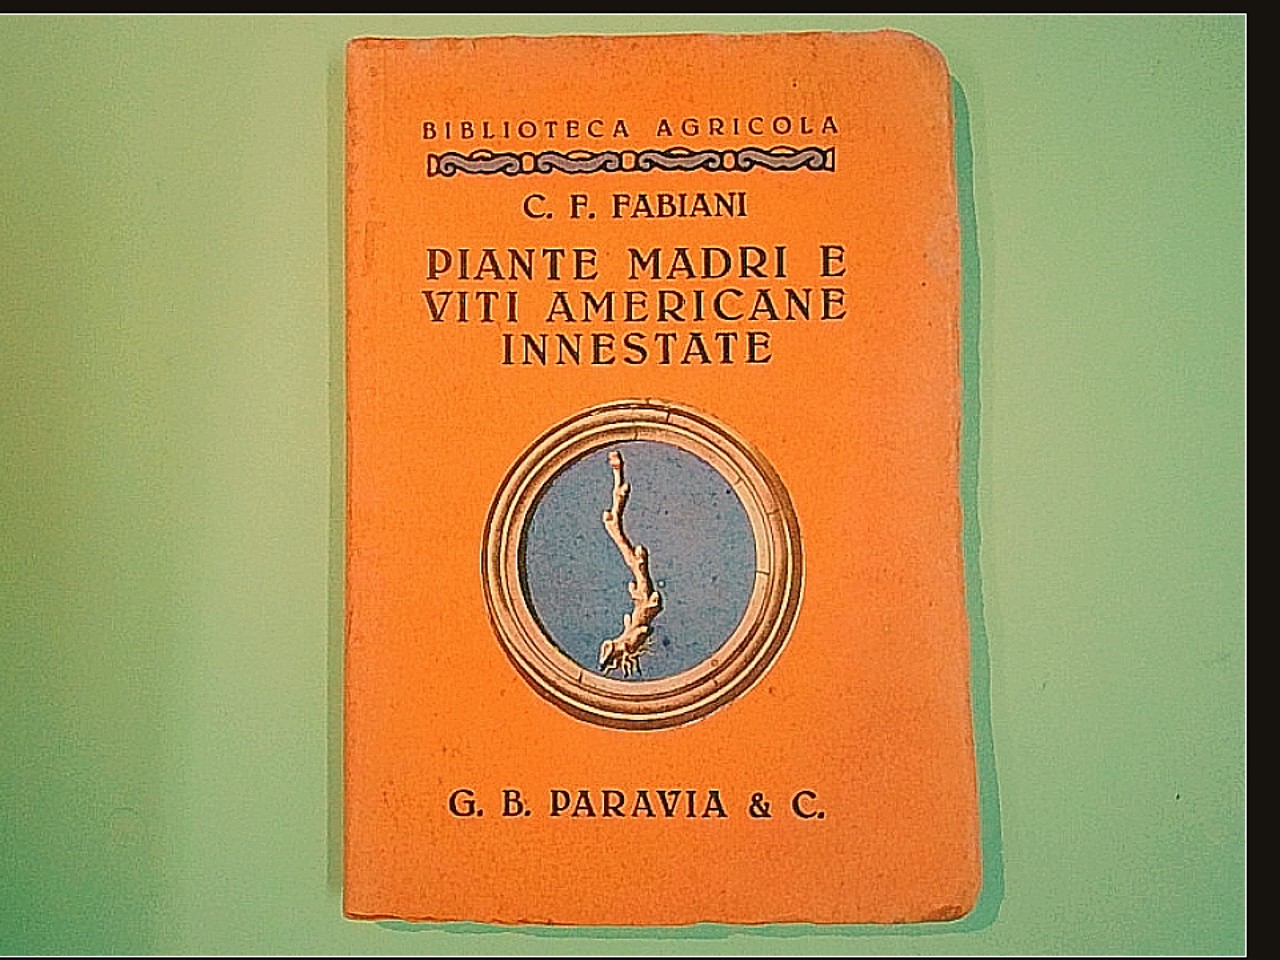 BIBLIOTECA AGRICOLA
C. F. FABIANI
PIANTE MADRI E
VITI AMERICANE
INNESTATE
G. B. PARAVIA & C.